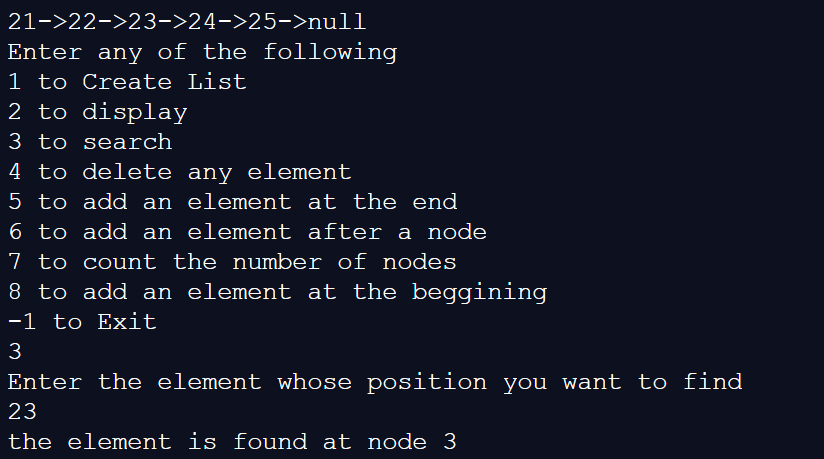 21->22->23->24->25->null
Enter any of the following
1 to Create List
2 to display
3 to search
4 to delete any element
5 to add an element at the end
6 to add an element after a node
7 to count the number of nodes
8 to add an element at the beggining
-1 to Exit
3
Enter the element whose position you want to find
23
the element is found at node 3